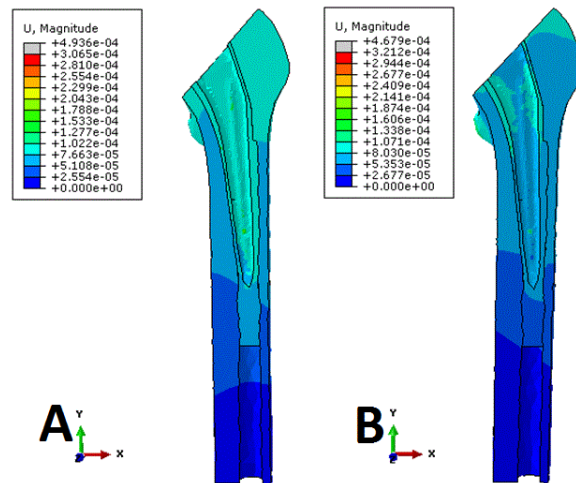 U, Magnitude
+4.936e-04
+3.065e-04
+2.810e-04
+2.554e-04
+2.299e-04
+2.043e-04
+1.788e-04
+1.533e-04
+1.277e-04
+1.022e-04
+7.663e-05
+5.108e-05
+2.554e-05
+0.000e+00
U, Magnitude
+4.679e-04
+3.212e-04
+2.944e-04
+2.677e-04
+2.409e-04
+2.141e-04
+1.874e-04
+1.606e-04
+1.338e-04
+1.071e-04
+8.030e-05
+5.353e-05
+2.677e-05
+0.000e+00
A
Y
X
B
Y
X